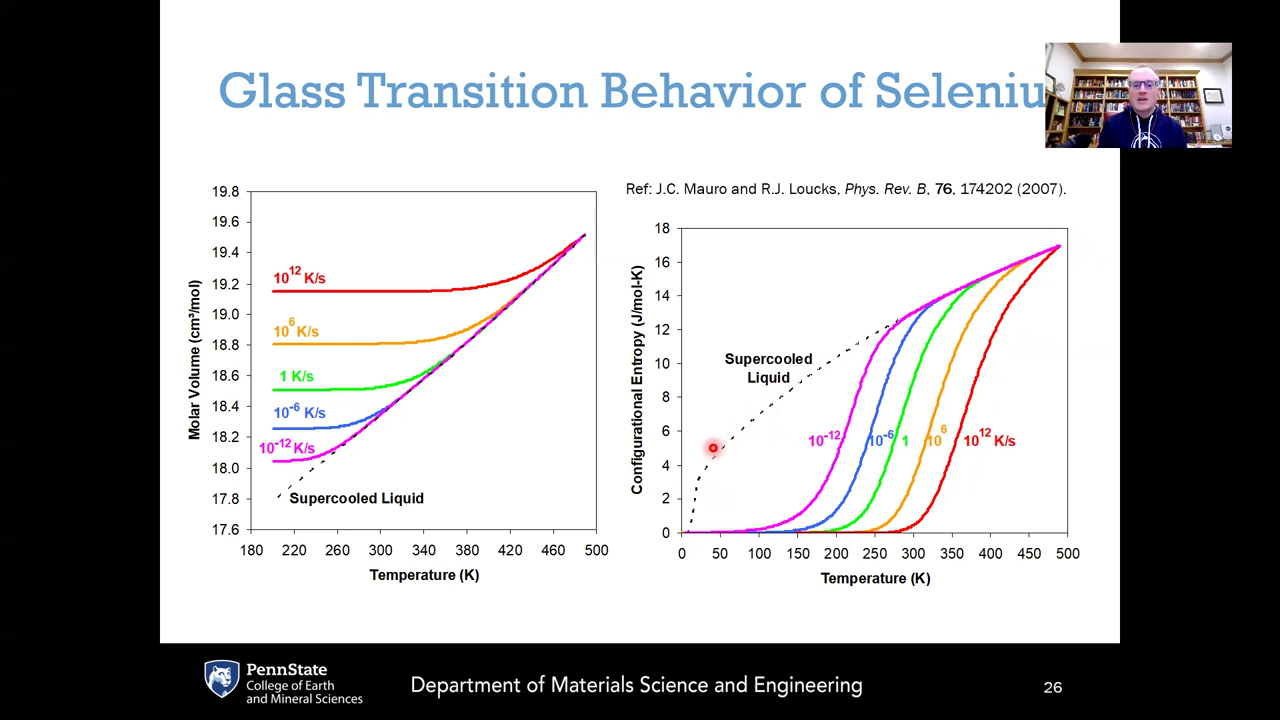 Glass Transition Behavior of Seleniu
Ref: J.C. Mauro and R.J. Loucks, Phys. Rev. B, 76, 174202 (2007).
Molar Volume (cm³/mol)
19.8
19.6
19.4
19.2
19.0
18.8
18.6
18.4
18.2
18.0
17.8
17.6
10¹² K/s
10⁶ K/s
1 K/s
10⁻⁶ K/s
10⁻¹² K/s
Supercooled Liquid
180 220 260 300 340 380 420 460 500
Temperature (K)
Configurational Entropy (J/mol-K)
18
16
14
12
10
8
6
4
2
0
Supercooled
Liquid
10⁻¹² 10⁻⁶ 1 10⁶ 10¹² K/s
0 50 100 150 200 250 300 350 400 450 500
Temperature (K)
PennState
College of Earth
and Mineral Sciences
Department of Materials Science and Engineering
26